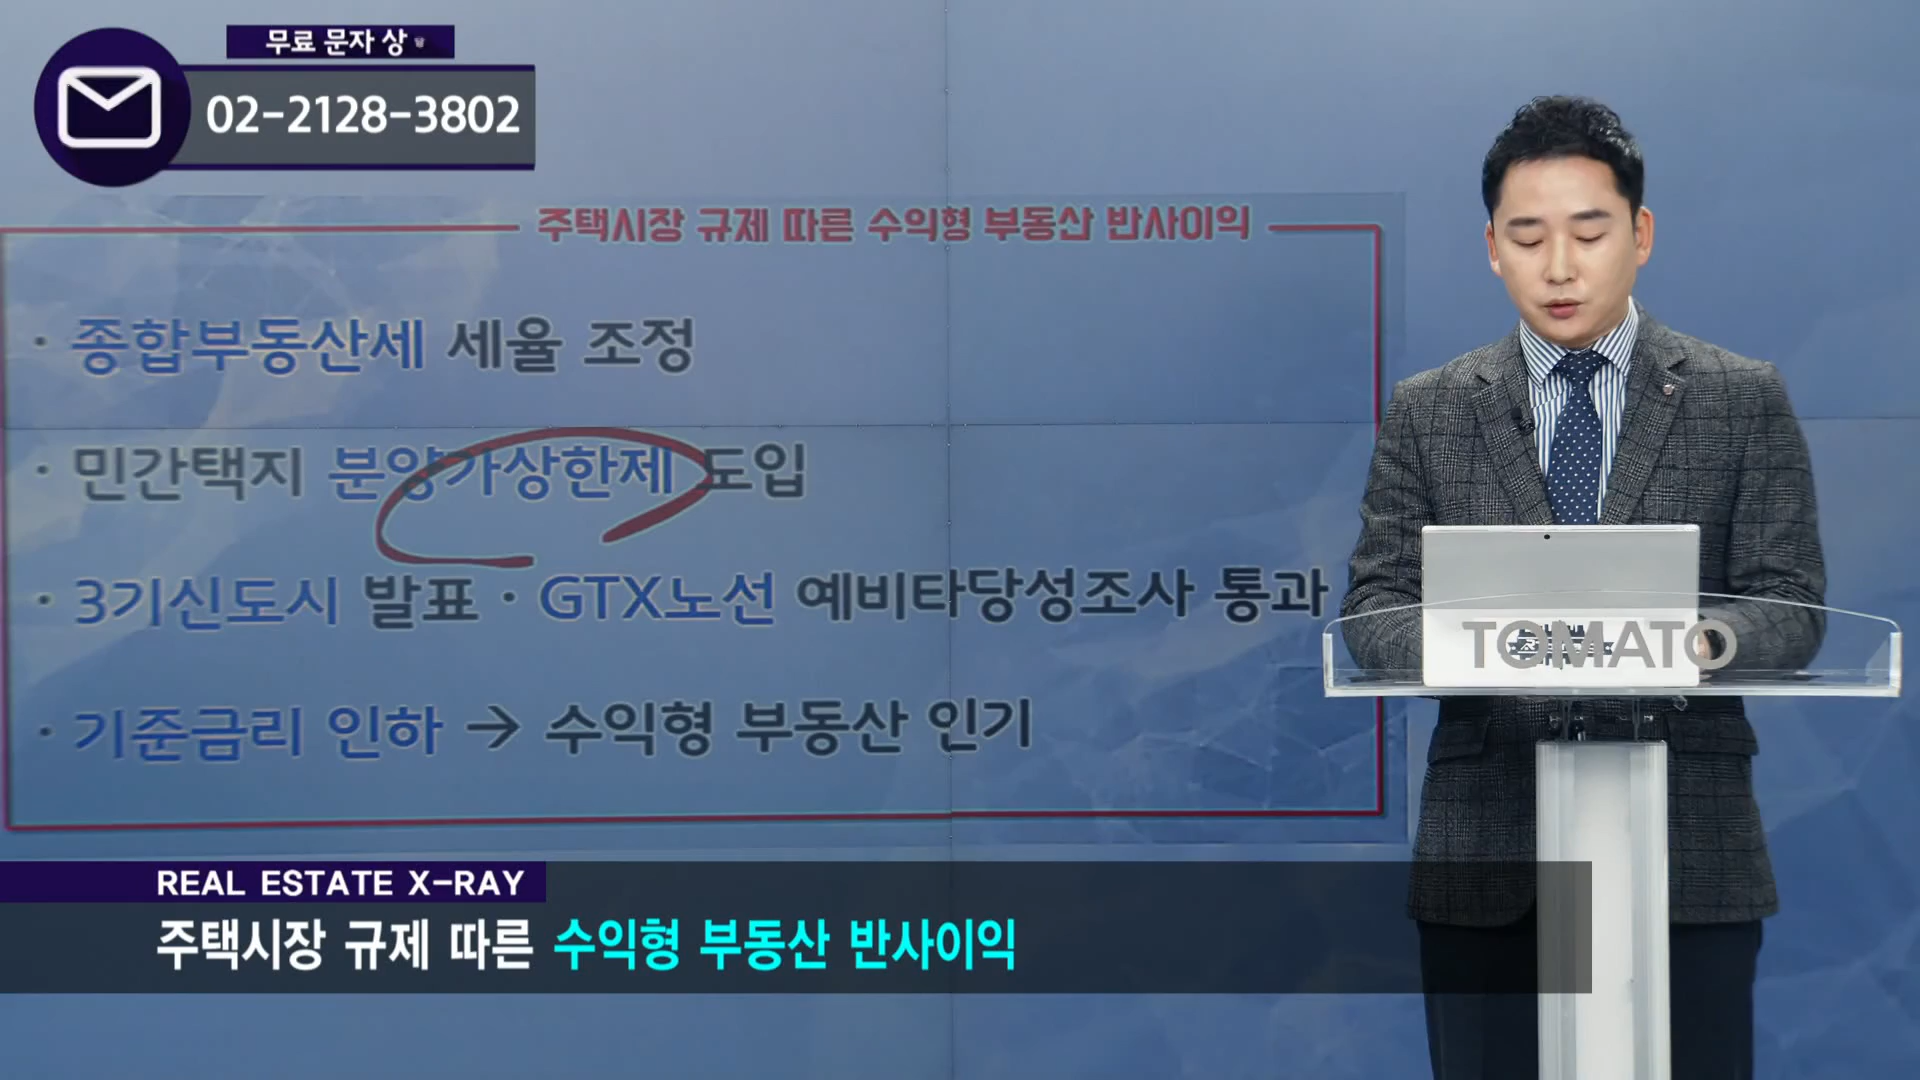 무료 문자 상
02-2128-3802
주택시장 규제 따른 수익형 부동산 반사이익
· 종합부동산세 세율 조정
· 민간택지 분양가상한제 도입
· 3기신도시 발표 · GTX노선 예비타당성조사 통과
· 기준금리 인하 → 수익형 부동산 인기
TOMATO
REAL ESTATE X-RAY
주택시장 규제 따른 수익형 부동산 반사이익